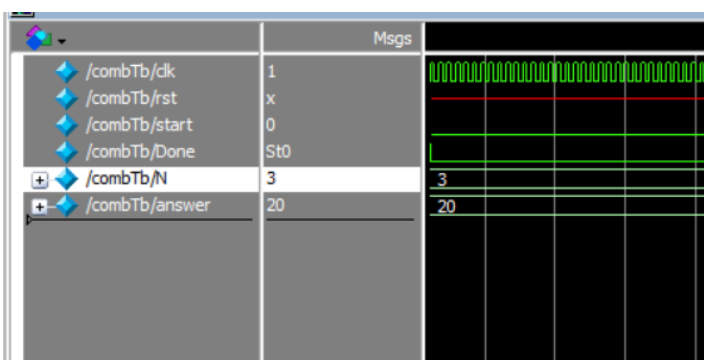 Msgs
/combTb/clk 1
/combTb/rst x
/combTb/start 0
/combTb/Done St0
/combTb/N 3 3
/combTb/answer 20 20